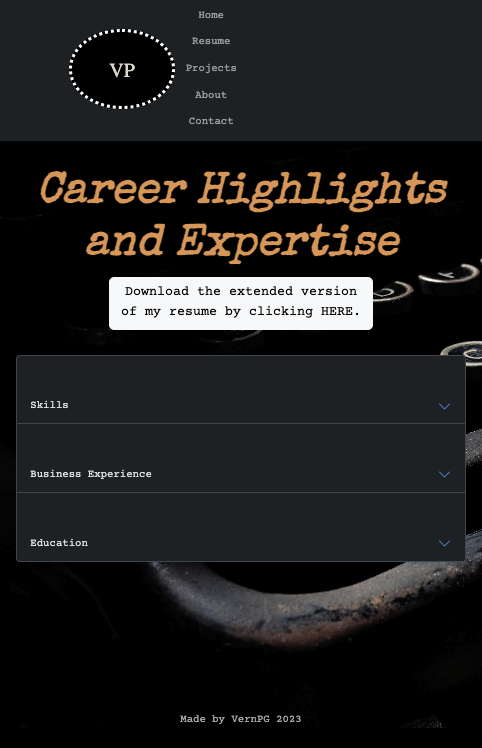 Home
Resume
VP
Projects
About
Contact
Career Highlights
and Expertise
Download the extended version
of my resume by clicking HERE.
Skills
Business Experience
Education
Made by VernPG 2023